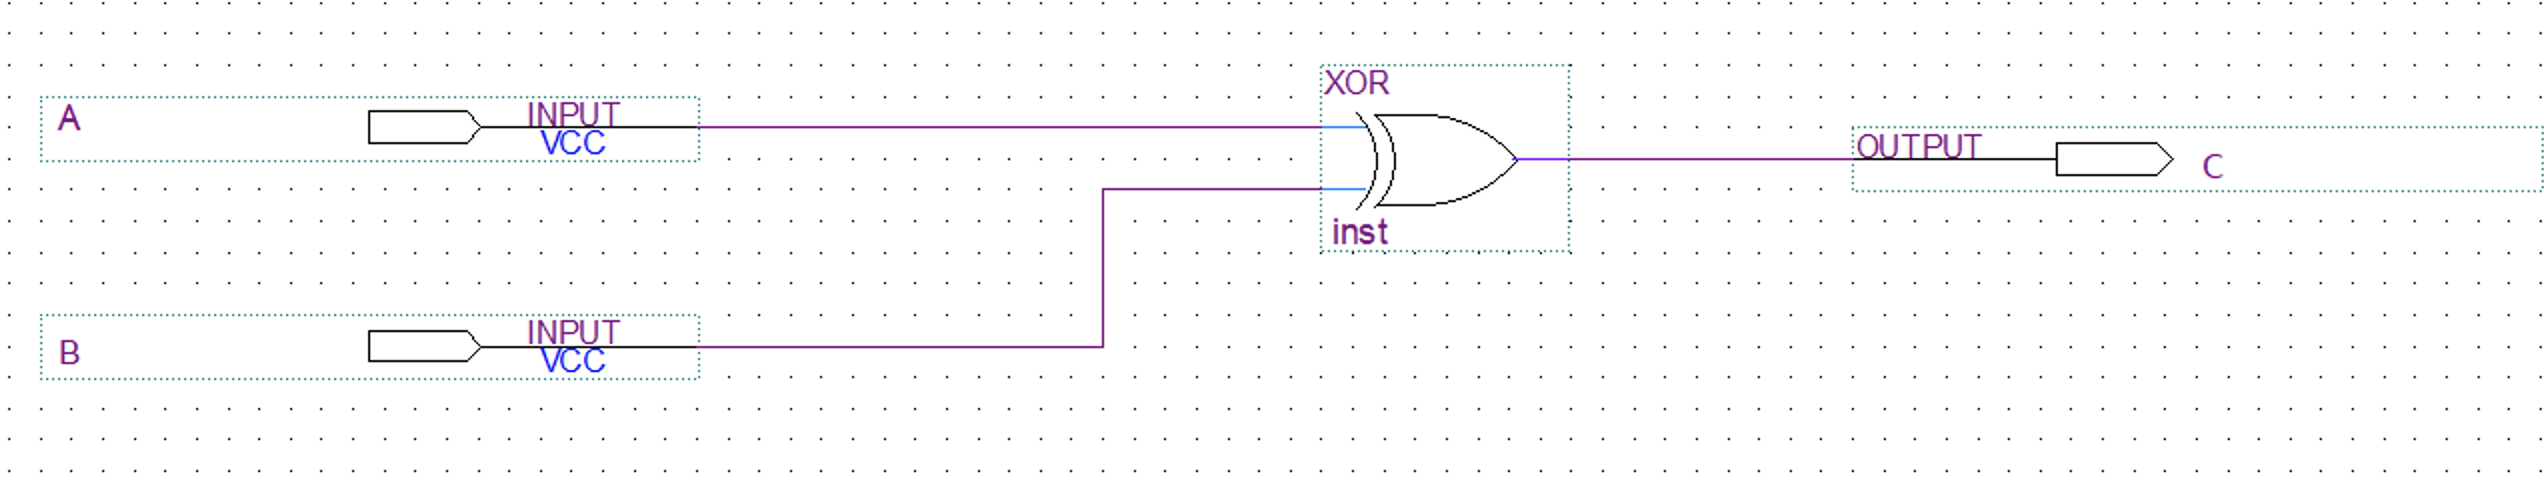 XOR
A
INPUT
VCC
OUTPUT
C
inst
B
INPUT
VCC